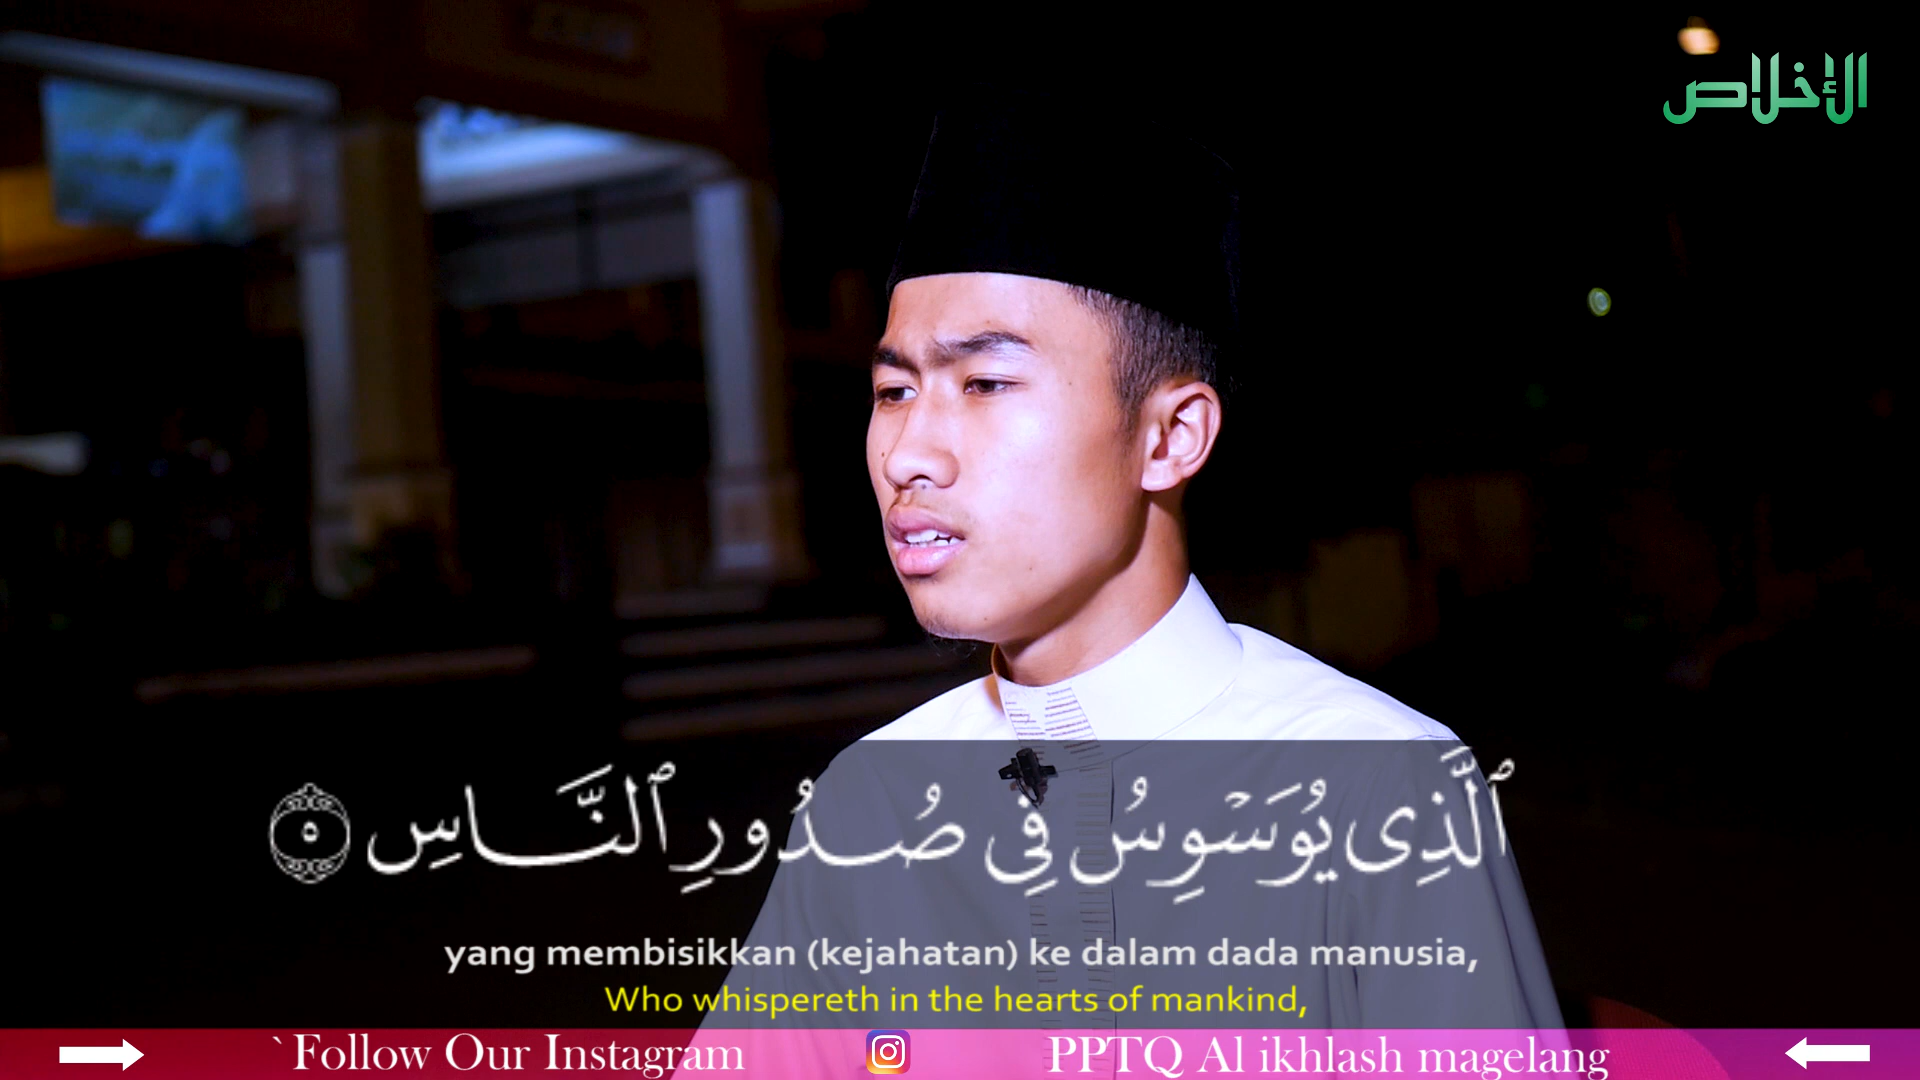 الإخلاص
ٱلَّذِى يُوَسْوِسُ فِى صُدُورِ ٱلنَّاسِ ٥
yang membisikkan (kejahatan) ke dalam dada manusia,
Who whispereth in the hearts of mankind,
`Follow Our Instagram PPTQ Al ikhlash magelang